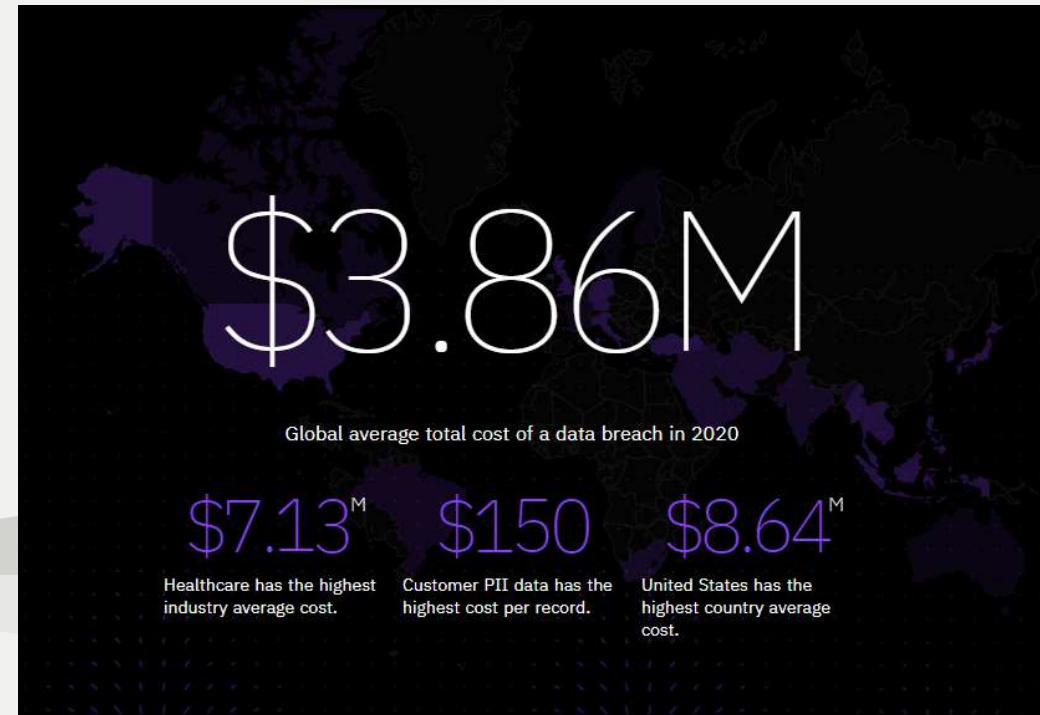 $3.86M
Global average total cost of a data breach in 2020
$7.13M
Healthcare has the highest
industry average cost.
$150
Customer PII data has the
highest cost per record.
$8.64M
United States has the
highest country average
cost.